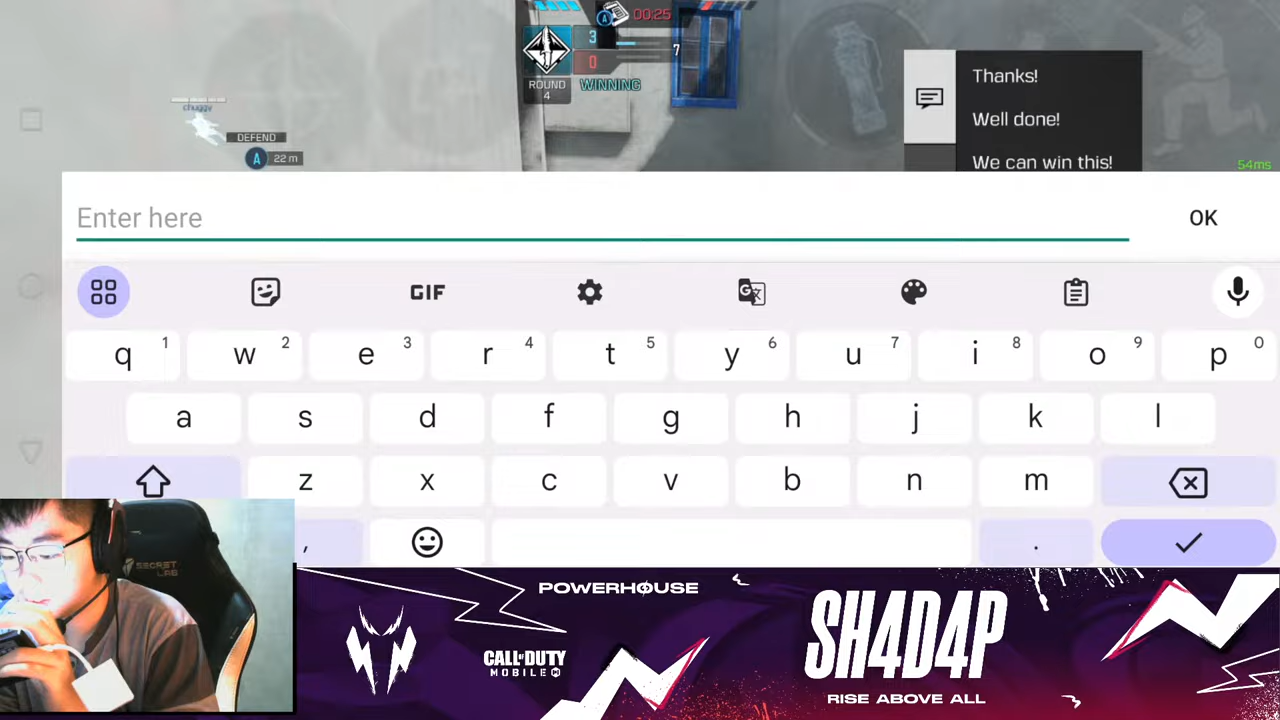 00:25
A
3
7
0
ROUND
4
WINNING
chuggy
DEFEND
A 22 m
Thanks!
Well done!
We can win this!
54ms
Enter here
OK
GIF
G
q 1 w 2 e 3 r 4 t 5 y 6 u 7 i 8 o 9 p 0
a s d f g h j k l
z x c v b n m
, .
SECRET
LAB
POWERHOUSE
CALL OF DUTY
MOBILE
SH4D4P
RISE ABOVE ALL